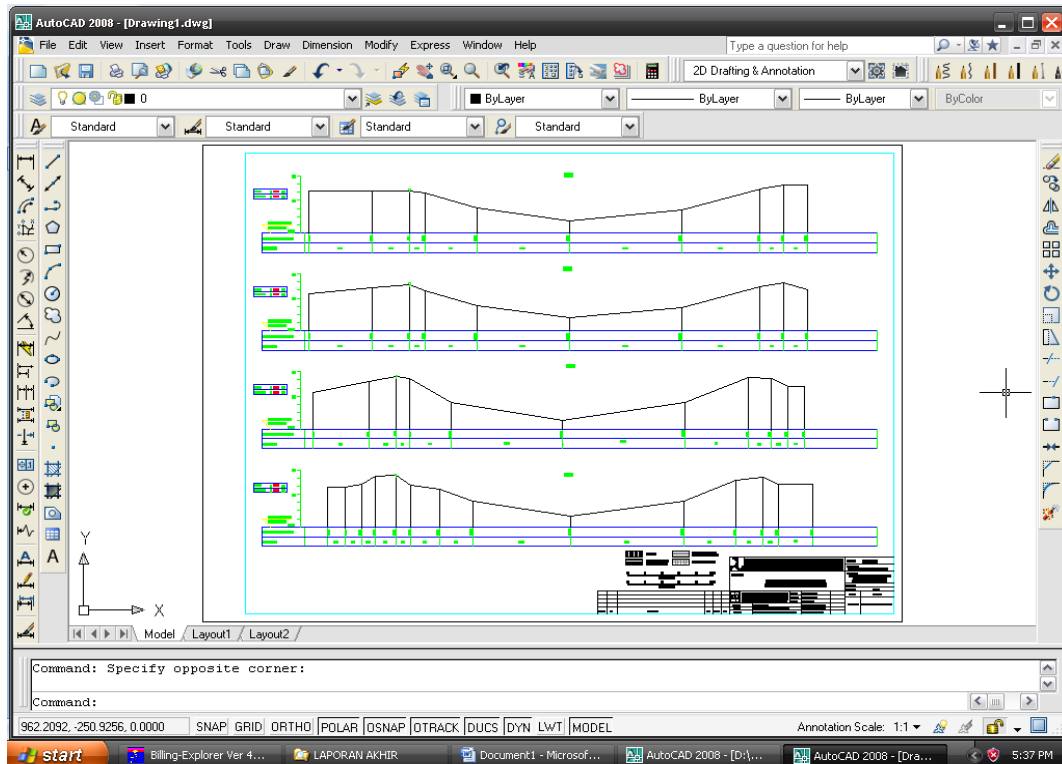 AutoCAD 2008 - [Drawing1.dwg]
File Edit View Insert Format Tools Draw Dimension Modify Express Window Help Type a question for help
2D Drafting & Annotation
0 ByLayer ByLayer ByLayer ByColor
Standard Standard Standard Standard
Y
X
Model Layout1 Layout2
Command: Specify opposite corner:
Command:
962.2092, -250.9256, 0.0000 SNAP GRID ORTHO POLAR OSNAP OTRACK DUCS DYN LWT MODEL Annotation Scale: 1:1
start Billing-Explorer Ver 4... LAPORAN AKHIR Document1 - Microsof... AutoCAD 2008 - [D:\... AutoCAD 2008 - [Dra... 5:37 PM